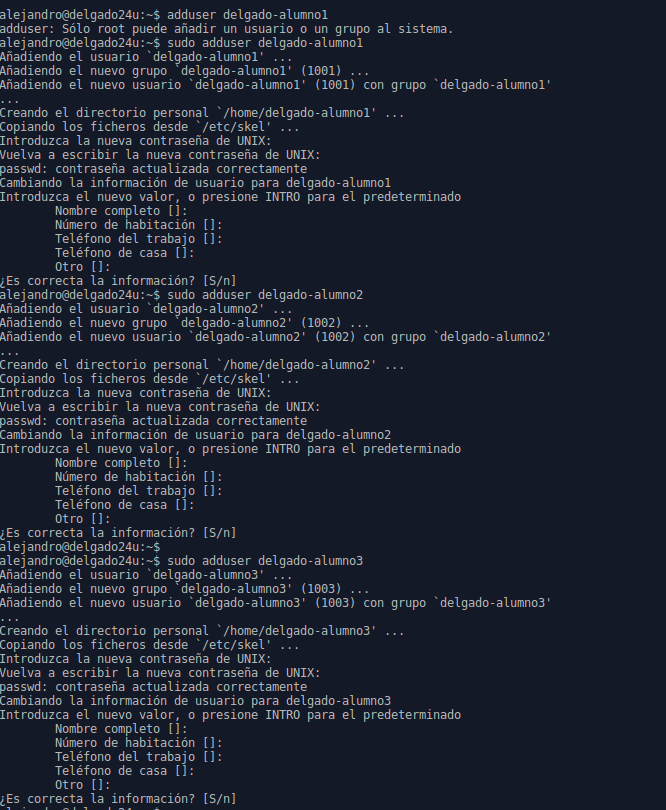 alejandro@delgado24u:~$ adduser delgado-alumno1
adduser: Sólo root puede añadir un usuario o un grupo al sistema.
alejandro@delgado24u:~$ sudo adduser delgado-alumno1
Añadiendo el usuario `delgado-alumno1' ...
Añadiendo el nuevo grupo `delgado-alumno1' (1001) ...
Añadiendo el nuevo usuario `delgado-alumno1' (1001) con grupo `delgado-alumno1'
...
Creando el directorio personal `/home/delgado-alumno1' ...
Copiando los ficheros desde `/etc/skel' ...
Introduzca la nueva contraseña de UNIX:
Vuelva a escribir la nueva contraseña de UNIX:
passwd: contraseña actualizada correctamente
Cambiando la información de usuario para delgado-alumno1
Introduzca el nuevo valor, o presione INTRO para el predeterminado
	Nombre completo []:
	Número de habitación []:
	Teléfono del trabajo []:
	Teléfono de casa []:
	Otro []:
¿Es correcta la información? [S/n]
alejandro@delgado24u:~$ sudo adduser delgado-alumno2
Añadiendo el usuario `delgado-alumno2' ...
Añadiendo el nuevo grupo `delgado-alumno2' (1002) ...
Añadiendo el nuevo usuario `delgado-alumno2' (1002) con grupo `delgado-alumno2'
...
Creando el directorio personal `/home/delgado-alumno2' ...
Copiando los ficheros desde `/etc/skel' ...
Introduzca la nueva contraseña de UNIX:
Vuelva a escribir la nueva contraseña de UNIX:
passwd: contraseña actualizada correctamente
Cambiando la información de usuario para delgado-alumno2
Introduzca el nuevo valor, o presione INTRO para el predeterminado
	Nombre completo []:
	Número de habitación []:
	Teléfono del trabajo []:
	Teléfono de casa []:
	Otro []:
¿Es correcta la información? [S/n]
alejandro@delgado24u:~$
alejandro@delgado24u:~$ sudo adduser delgado-alumno3
Añadiendo el usuario `delgado-alumno3' ...
Añadiendo el nuevo grupo `delgado-alumno3' (1003) ...
Añadiendo el nuevo usuario `delgado-alumno3' (1003) con grupo `delgado-alumno3'
...
Creando el directorio personal `/home/delgado-alumno3' ...
Copiando los ficheros desde `/etc/skel' ...
Introduzca la nueva contraseña de UNIX:
Vuelva a escribir la nueva contraseña de UNIX:
passwd: contraseña actualizada correctamente
Cambiando la información de usuario para delgado-alumno3
Introduzca el nuevo valor, o presione INTRO para el predeterminado
	Nombre completo []:
	Número de habitación []:
	Teléfono del trabajo []:
	Teléfono de casa []:
	Otro []:
¿Es correcta la información? [S/n]